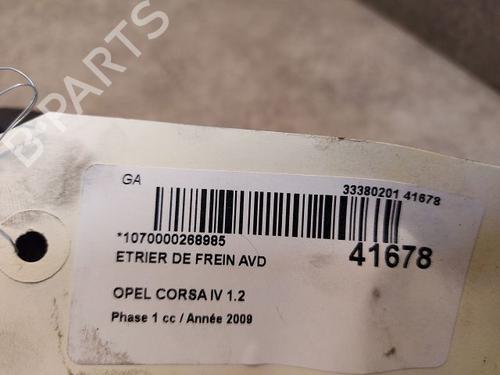 GA
33380201 41678
*1070000268985
41678
ETRIER DE FREIN AVD
OPEL CORSA IV 1.2
Phase 1 cc / Année 2009
B-PARTS